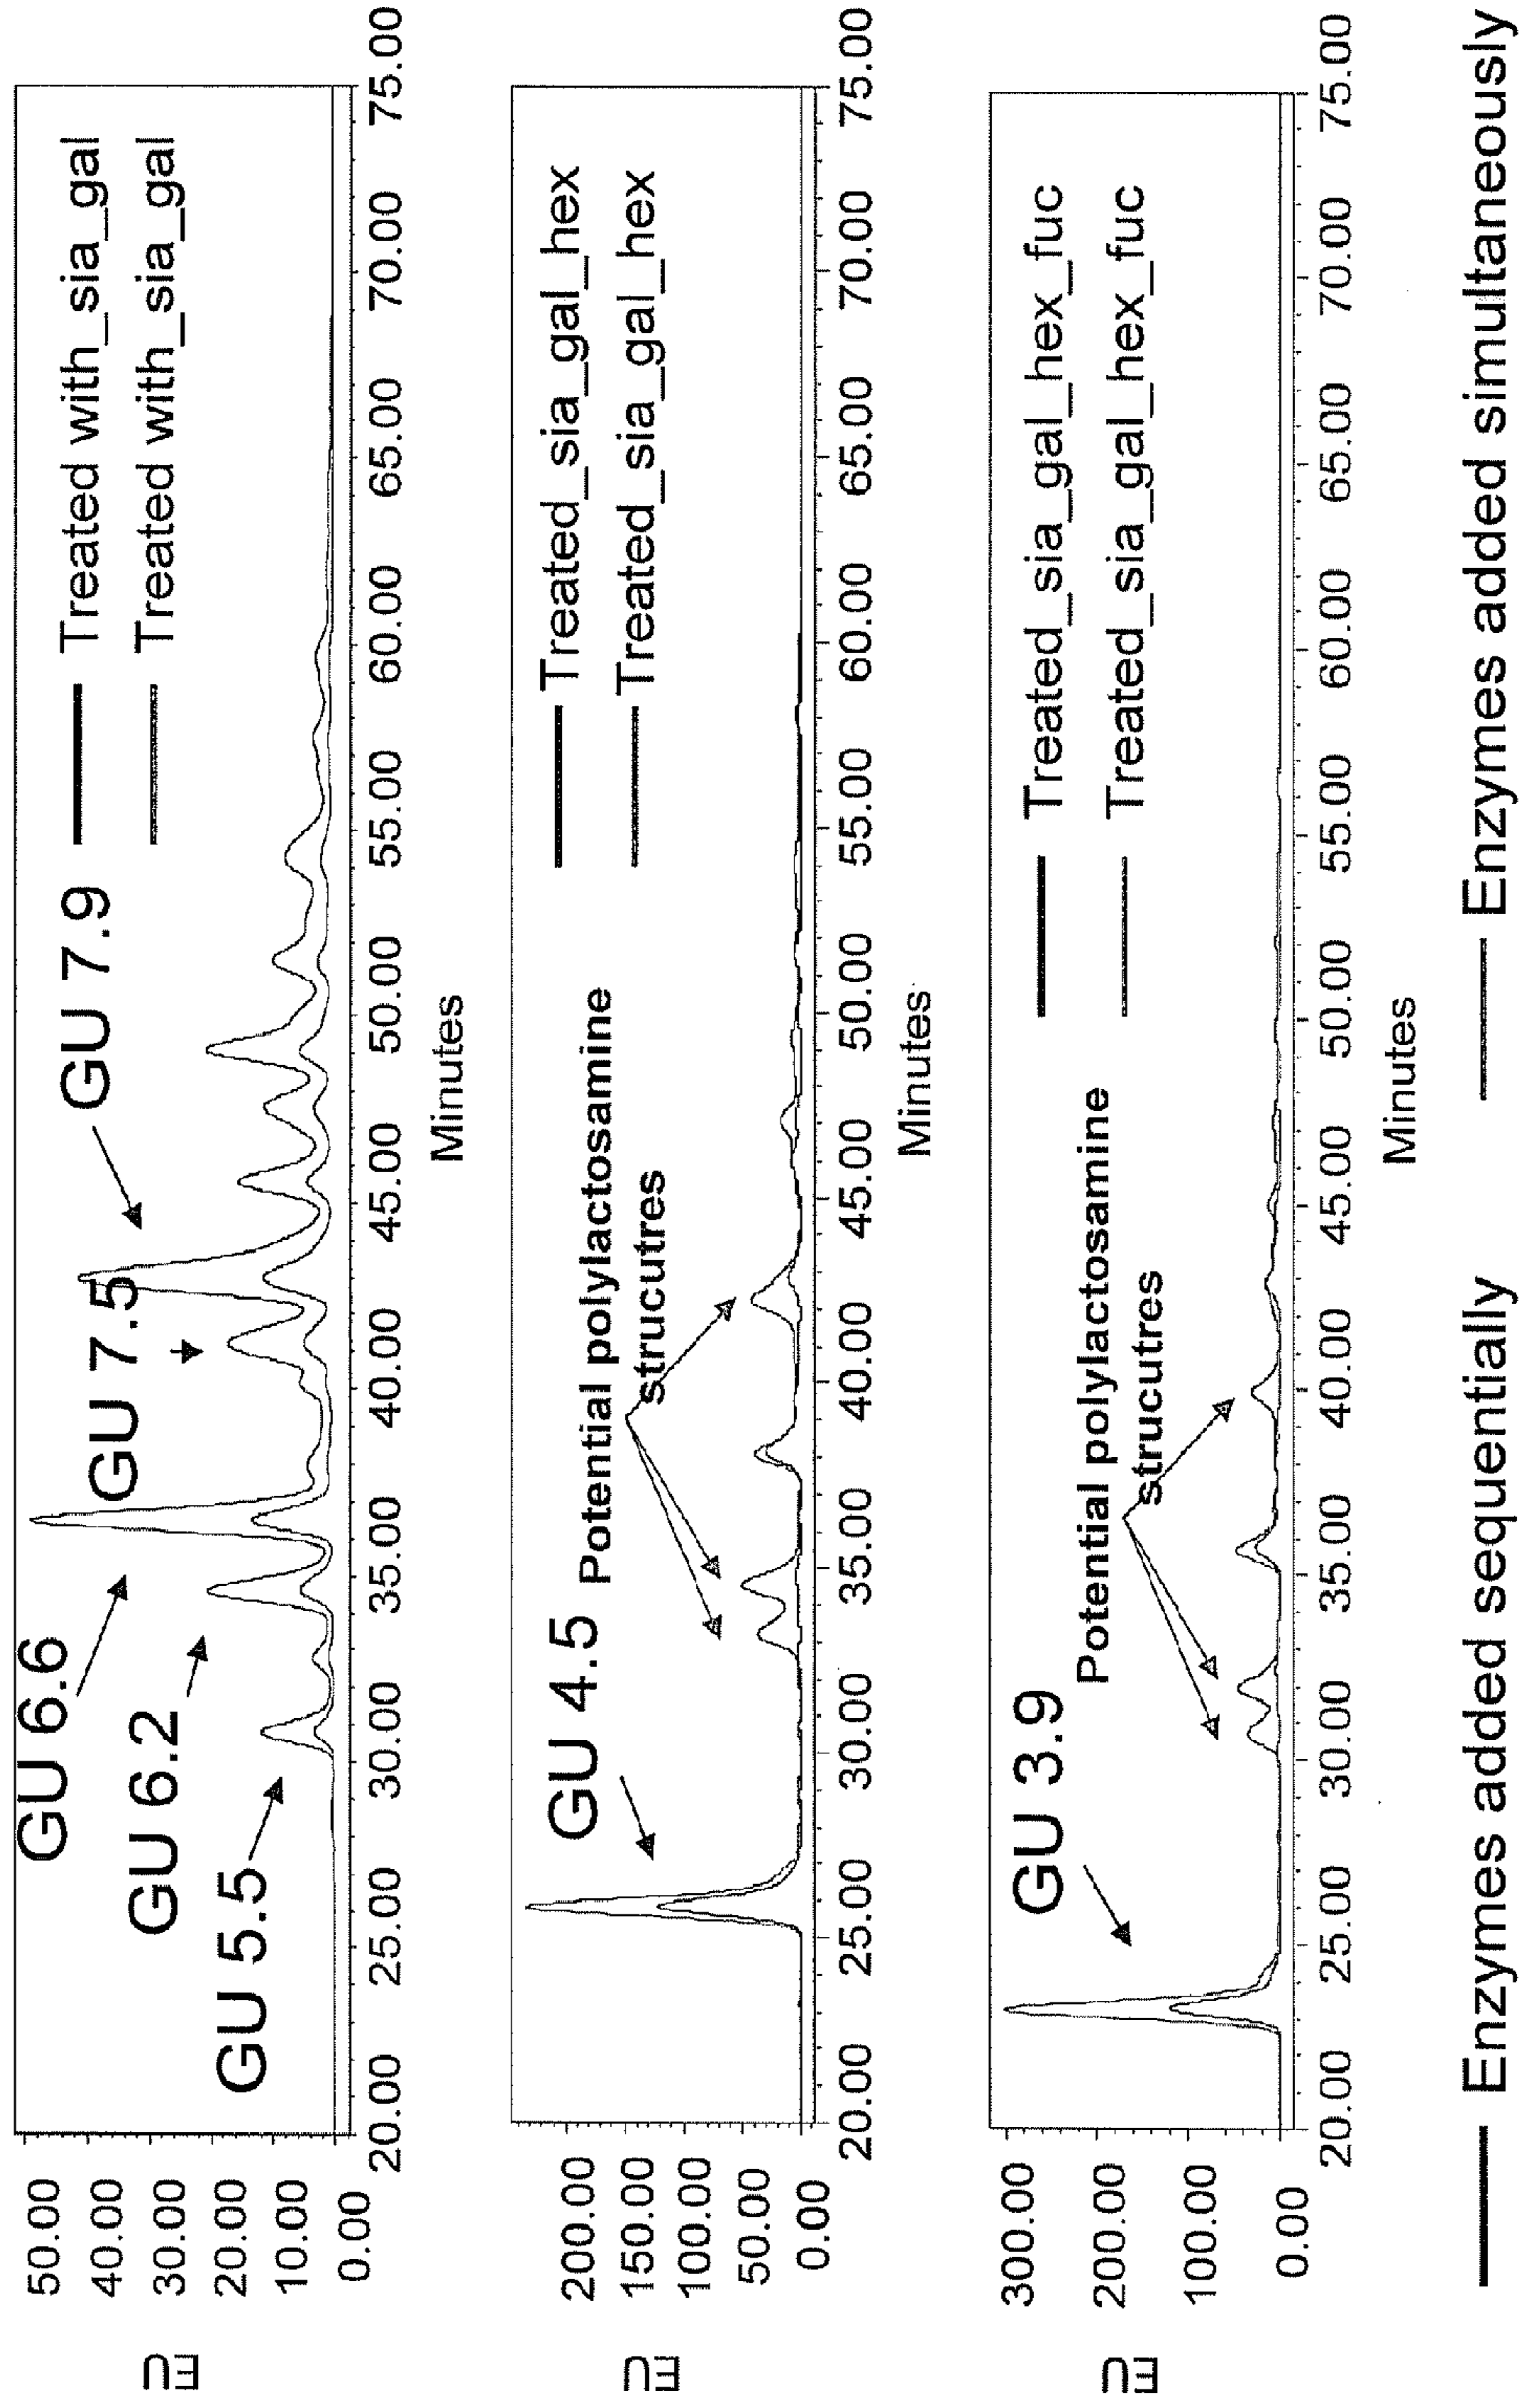 EU
50.00
40.00
30.00
20.00
10.00
0.00
GU 6.6
GU 6.2
GU 5.5
GU 7.5
GU 7.9
Treated with_sia_gal
Treated with_sia_gal
20.00 25.00 30.00 35.00 40.00 45.00 50.00 55.00 60.00 65.00 70.00 75.00
Minutes
EU
200.00
150.00
100.00
50.00
0.00
GU 4.5
Potential polylactosamine
strucutres
Treated_sia_gal_hex
Treated_sia_gal_hex
20.00 25.00 30.00 35.00 40.00 45.00 50.00 55.00 60.00 65.00 70.00 75.00
Minutes
EU
300.00
200.00
100.00
0.00
GU 3.9
Potential polylactosamine
strucutres
Treated_sia_gal_hex_fuc
Treated_sia_gal_hex_fuc
20.00 25.00 30.00 35.00 40.00 45.00 50.00 55.00 60.00 65.00 70.00 75.00
Minutes
Enzymes added sequentially
Enzymes added simultaneously